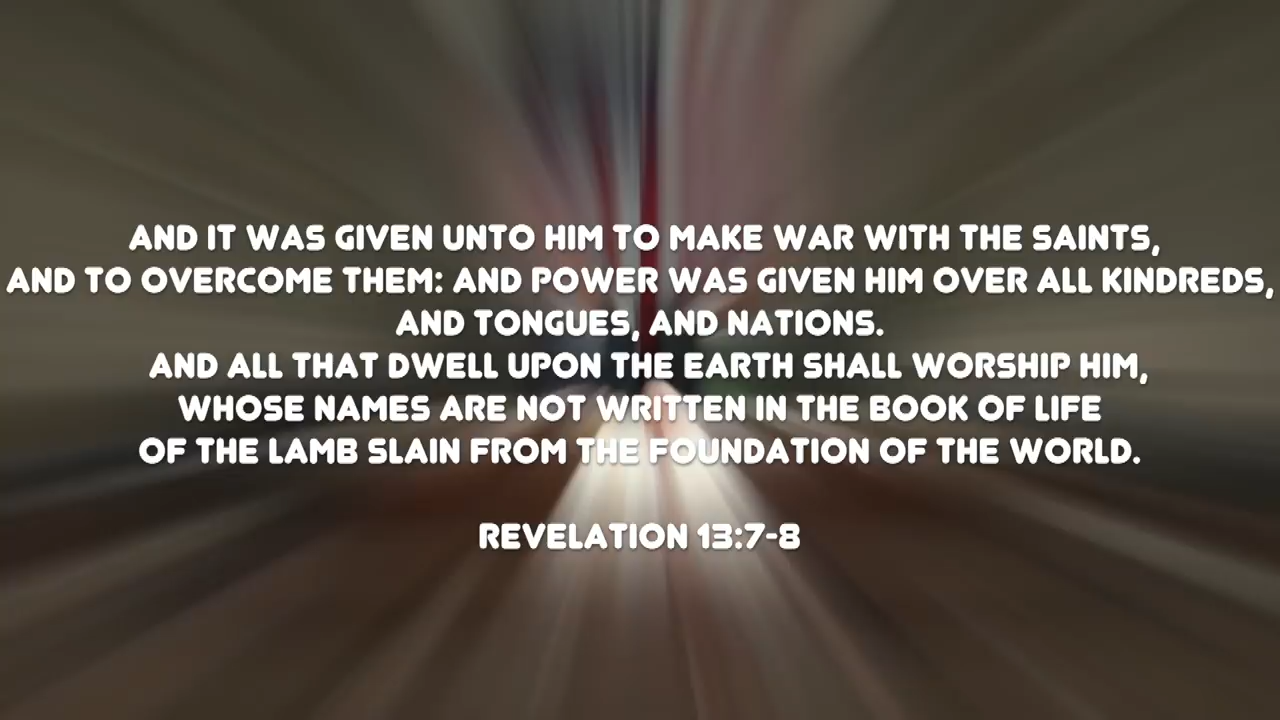 AND IT WAS GIVEN UNTO HIM TO MAKE WAR WITH THE SAINTS,
AND TO OVERCOME THEM: AND POWER WAS GIVEN HIM OVER ALL KINDREDS,
AND TONGUES, AND NATIONS.
AND ALL THAT DWELL UPON THE EARTH SHALL WORSHIP HIM,
WHOSE NAMES ARE NOT WRITTEN IN THE BOOK OF LIFE
OF THE LAMB SLAIN FROM THE FOUNDATION OF THE WORLD.
REVELATION 13:7-8